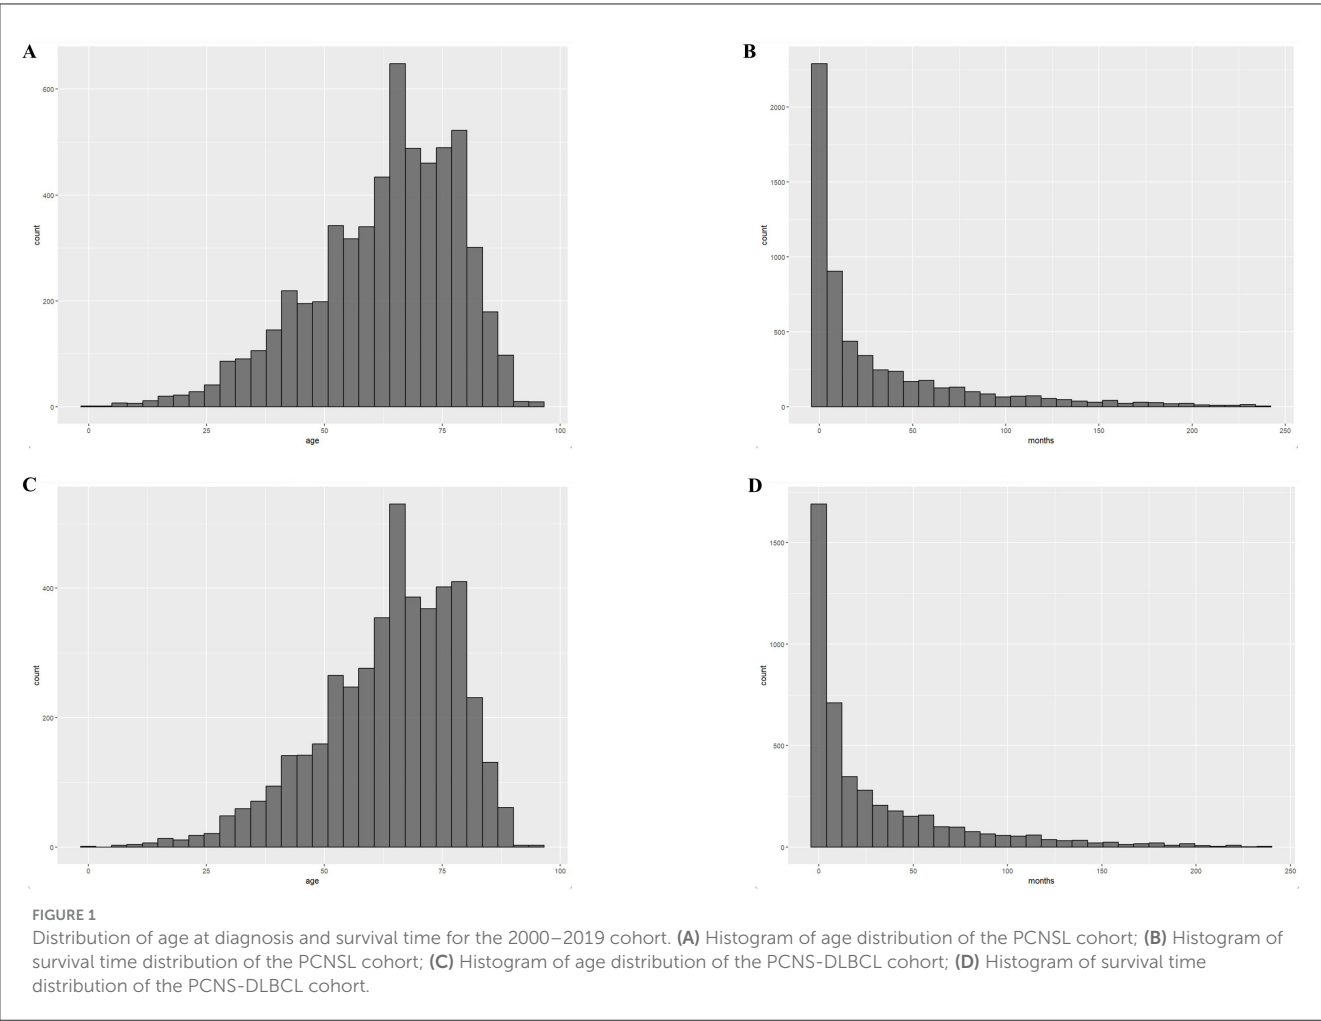 A
600
400
200
0
count
0 25 50 75 100
age
B
2000
1500
1000
500
0
count
0 50 100 150 200 250
months
C
400
200
0
count
0 25 50 75 100
age
D
1500
1000
500
0
count
0 50 100 150 200 250
months
FIGURE 1
Distribution of age at diagnosis and survival time for the 2000–2019 cohort. (A) Histogram of age distribution of the PCNSL cohort; (B) Histogram of
survival time distribution of the PCNSL cohort; (C) Histogram of age distribution of the PCNS-DLBCL cohort; (D) Histogram of survival time
distribution of the PCNS-DLBCL cohort.